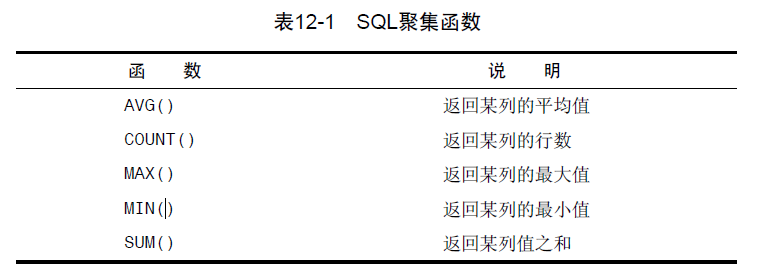 表12-1 SQL聚集函数
函 数 说 明
AVG() 返回某列的平均值
COUNT() 返回某列的行数
MAX() 返回某列的最大值
MIN() 返回某列的最小值
SUM() 返回某列值之和